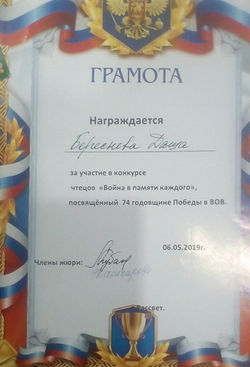 ГРАМОТА
Награждается
Береснева Даша
за участие в конкурсе
чтецов «Война в памяти каждого»,
посвящённый 74 годовщине Победы в ВОВ.
06.05.2019г.
Члены жюри:
Рассвет.